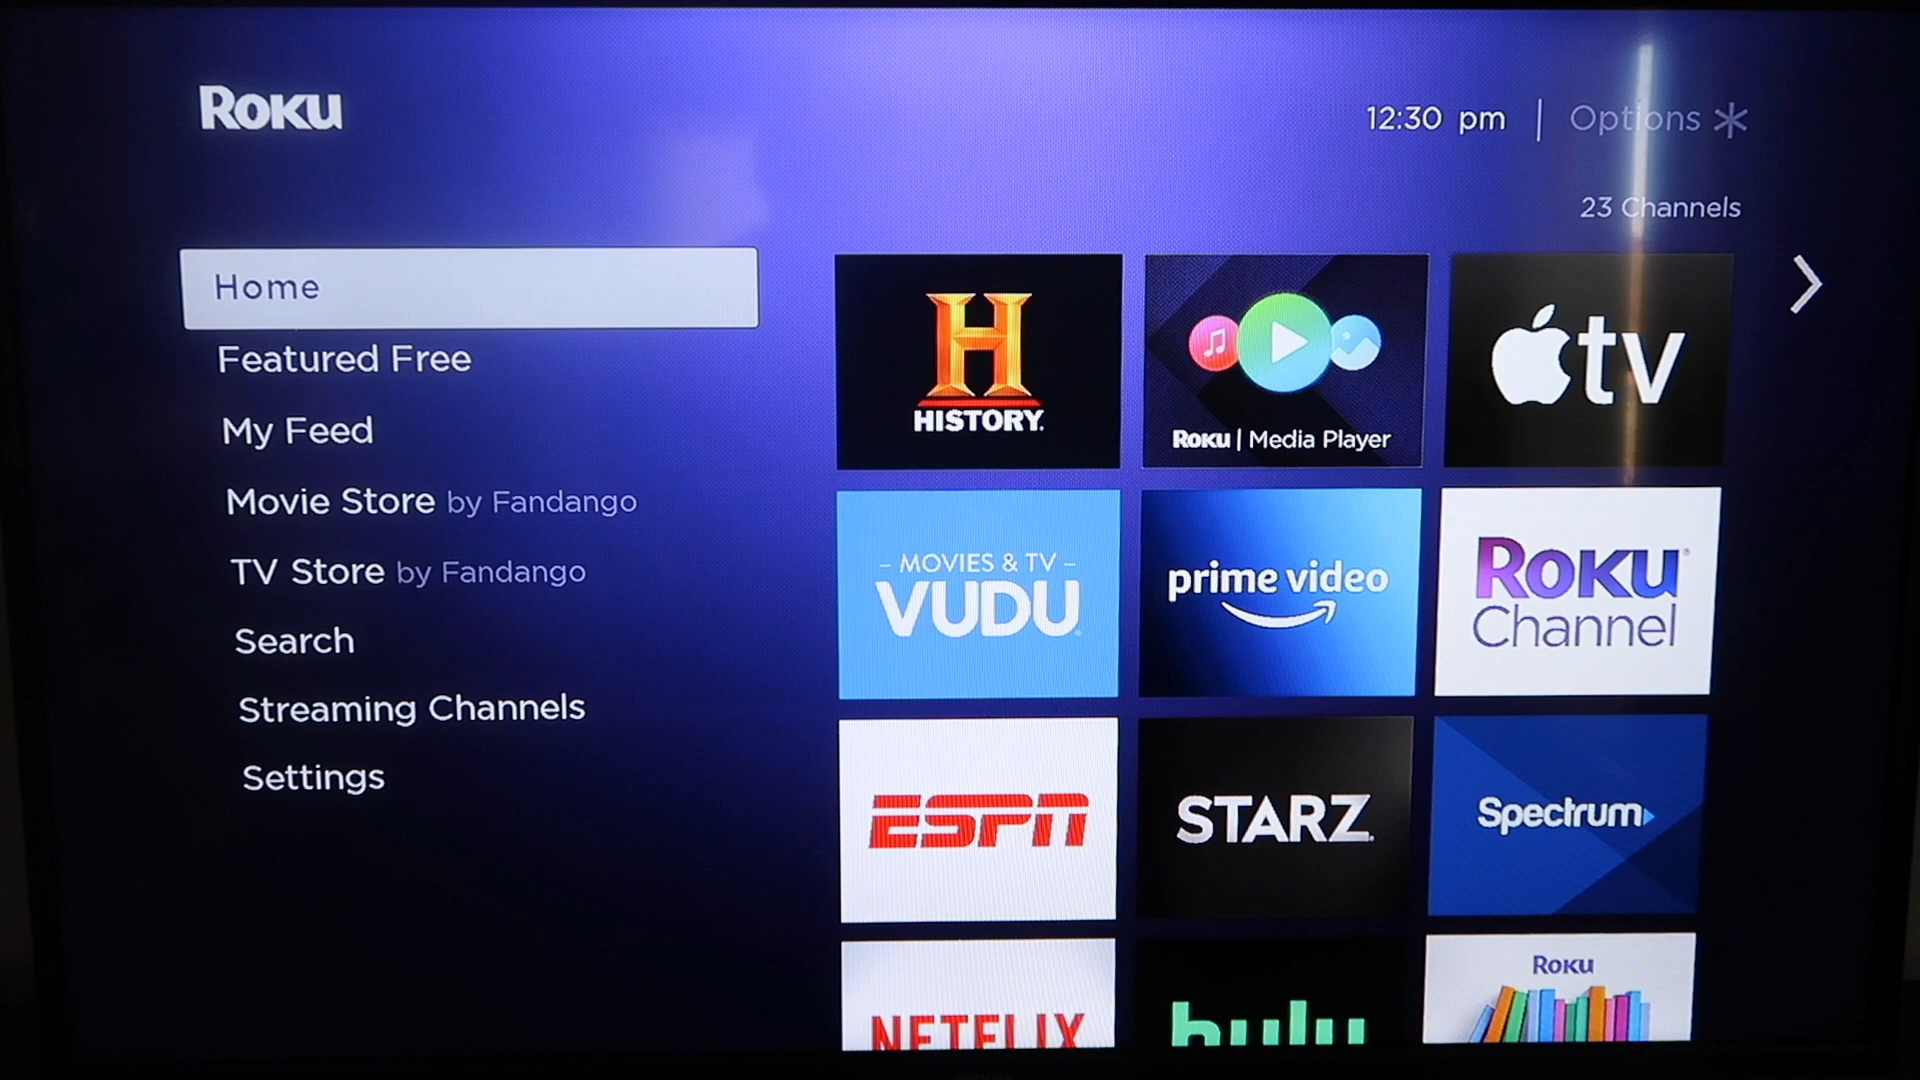 Roku
12:30 pm | Options *
23 Channels
Home
Featured Free
My Feed
Movie Store by Fandango
TV Store by Fandango
Search
Streaming Channels
Settings
H
HISTORY.
Roku | Media Player
tv
- MOVIES & TV -
VUDU
prime video
Roku
Channel
ESPN
STARZ
Spectrum
NETFLIX
hulu
Roku